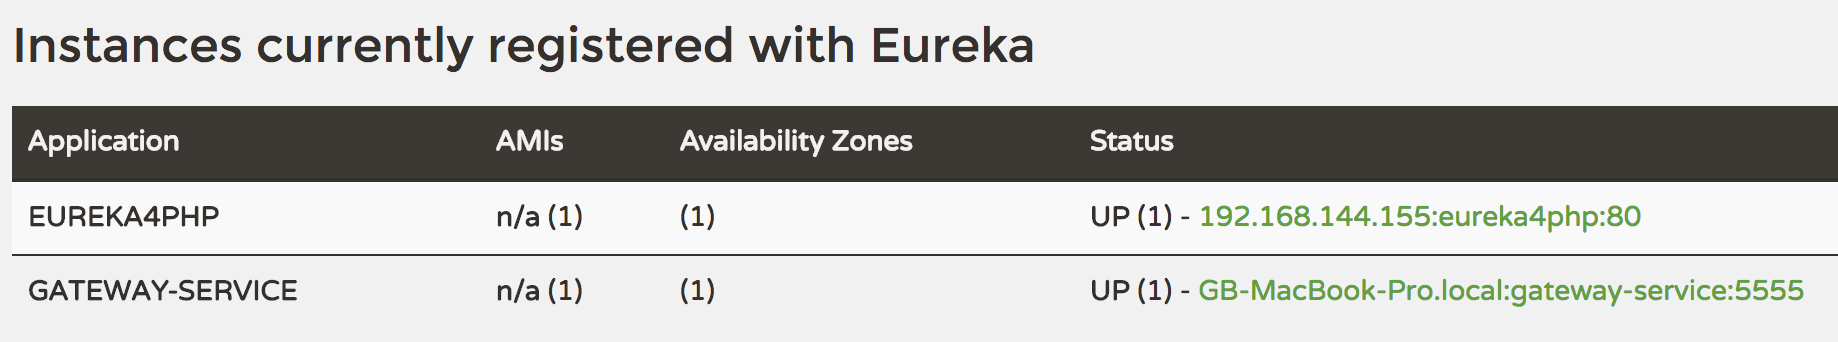 Instances currently registered with Eureka
Application AMIs Availability Zones Status
EUREKA4PHP n/a (1) (1) UP (1) - 192.168.144.155:eureka4php:80
GATEWAY-SERVICE n/a (1) (1) UP (1) - GB-MacBook-Pro.local:gateway-service:5555